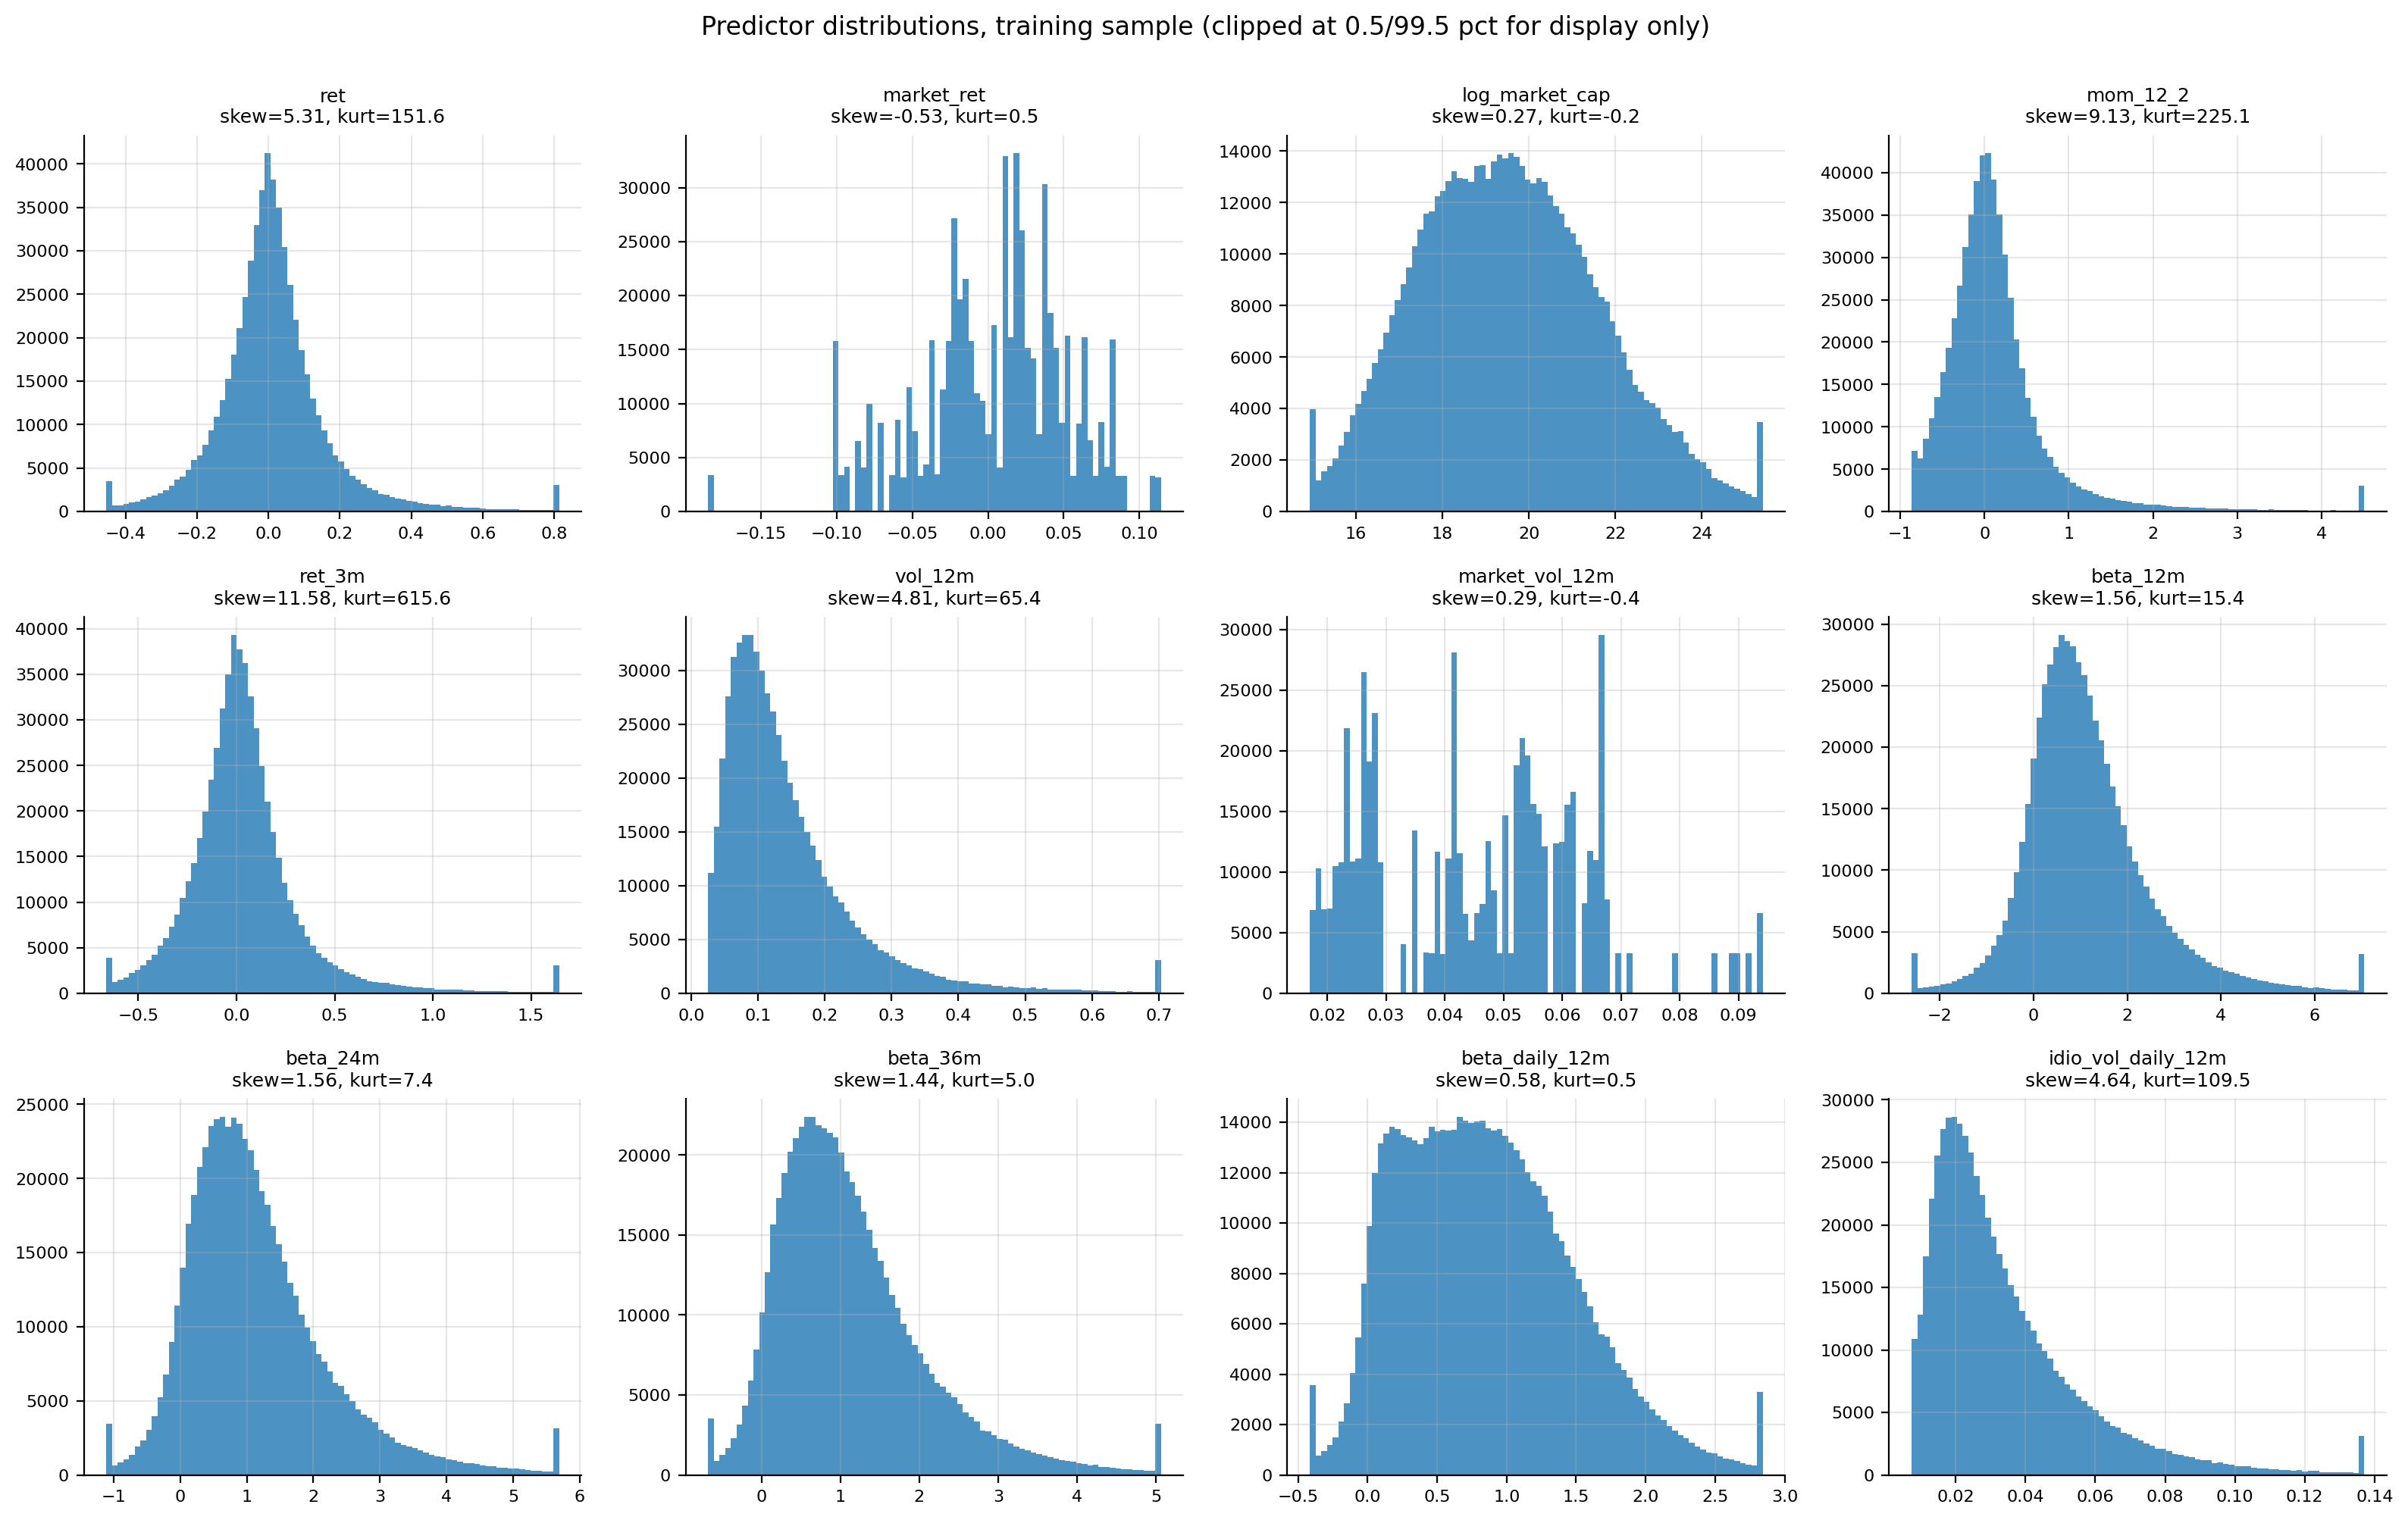 Predictor distributions, training sample (clipped at 0.5/99.5 pct for display only)
ret
skew=5.31, kurt=151.6
40000
35000
30000
25000
20000
15000
10000
5000
0
−0.4 −0.2 0.0 0.2 0.4 0.6 0.8
market_ret
skew=-0.53, kurt=0.5
30000
25000
20000
15000
10000
5000
0
−0.15 −0.10 −0.05 0.00 0.05 0.10
log_market_cap
skew=0.27, kurt=-0.2
14000
12000
10000
8000
6000
4000
2000
0
16 18 20 22 24
mom_12_2
skew=9.13, kurt=225.1
40000
35000
30000
25000
20000
15000
10000
5000
0
−1 0 1 2 3 4
ret_3m
skew=11.58, kurt=615.6
40000
35000
30000
25000
20000
15000
10000
5000
0
−0.5 0.0 0.5 1.0 1.5
vol_12m
skew=4.81, kurt=65.4
30000
25000
20000
15000
10000
5000
0
0.0 0.1 0.2 0.3 0.4 0.5 0.6 0.7
market_vol_12m
skew=0.29, kurt=-0.4
30000
25000
20000
15000
10000
5000
0
0.02 0.03 0.04 0.05 0.06 0.07 0.08 0.09
beta_12m
skew=1.56, kurt=15.4
30000
25000
20000
15000
10000
5000
0
−2 0 2 4 6
beta_24m
skew=1.56, kurt=7.4
25000
20000
15000
10000
5000
0
−1 0 1 2 3 4 5 6
beta_36m
skew=1.44, kurt=5.0
20000
15000
10000
5000
0
0 1 2 3 4 5
beta_daily_12m
skew=0.58, kurt=0.5
14000
12000
10000
8000
6000
4000
2000
0
−0.5 0.0 0.5 1.0 1.5 2.0 2.5 3.0
idio_vol_daily_12m
skew=4.64, kurt=109.5
30000
25000
20000
15000
10000
5000
0
0.02 0.04 0.06 0.08 0.10 0.12 0.14